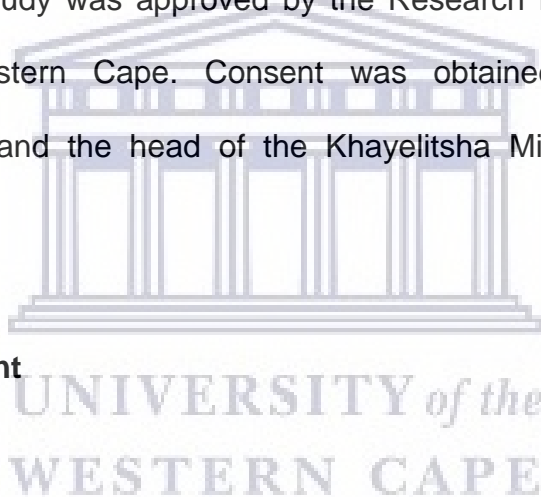 udy was approved by the Research
stern Cape. Consent was obtained
and the head of the Khayelitsha Mi
nt
UNIVERSITY of the
WESTERN CAPE